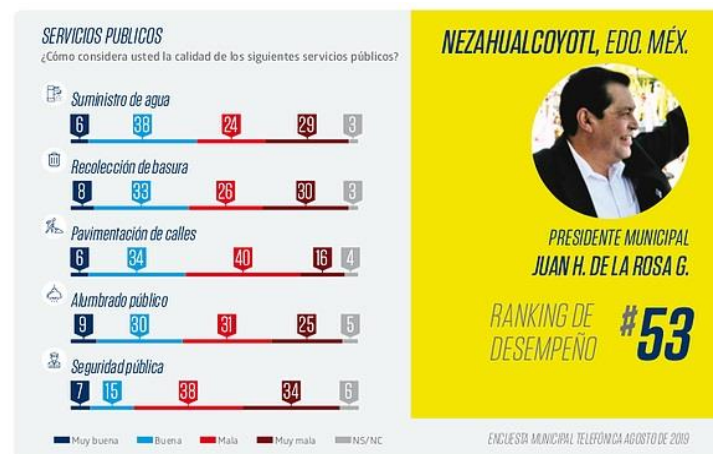 SERVICIOS PUBLICOS
¿Cómo considera usted la calidad de los siguientes servicios públicos?
Suministro de agua
6 38 24 29 3
Recolección de basura
8 33 26 30 3
Pavimentación de calles
6 34 40 16 4
Alumbrado público
9 30 31 25 5
Seguridad pública
7 15 38 34 6
Muy buena Buena Mala Muy mala NS/NC
NEZAHUALCOYOTL, EDO. MÉX.
PRESIDENTE MUNICIPAL
JUAN H. DE LA ROSA G.
RANKING DE
DESEMPEÑO
#53
ENCUESTA MUNICIPAL TELEFÓNICA AGOSTO DE 2019